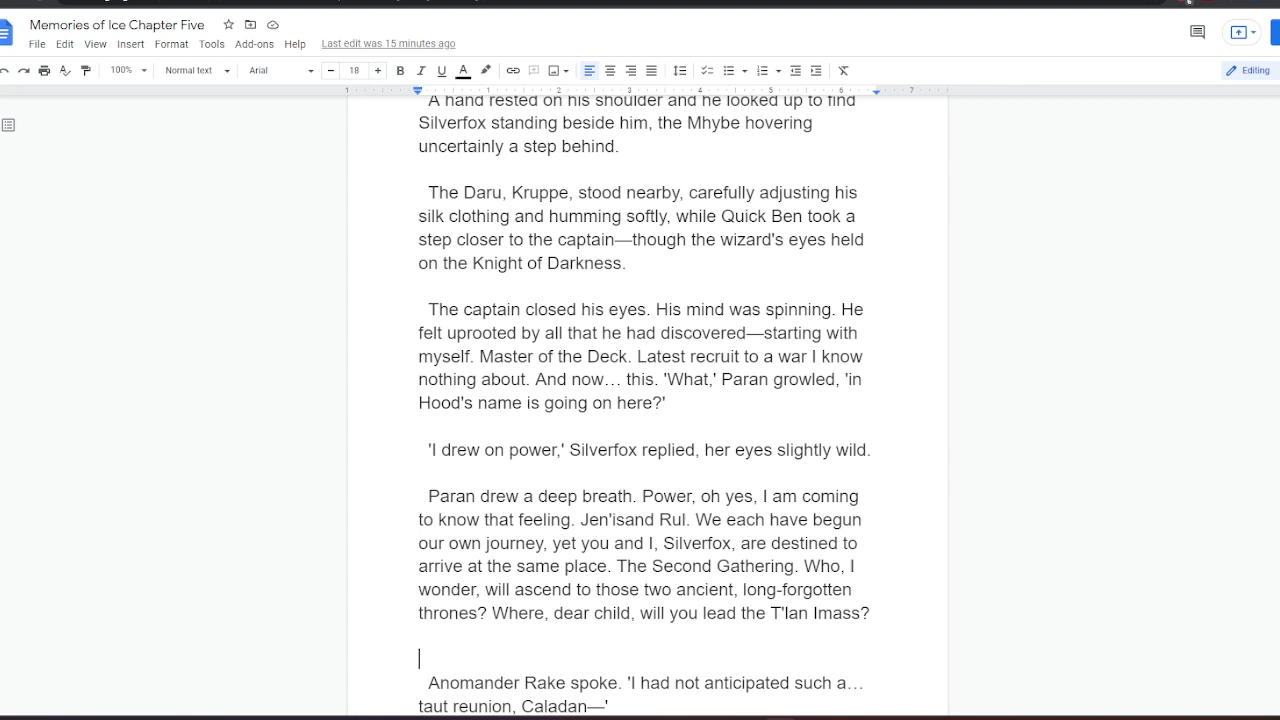 Memories of Ice Chapter Five
File Edit View Insert Format Tools Add-ons Help Last edit was 15 minutes ago
100% Normal text Arial 18 B I U A Editing
1 1 2 3 4 5 6 7
A hand rested on his shoulder and he looked up to find
Silverfox standing beside him, the Mhybe hovering
uncertainly a step behind.
The Daru, Kruppe, stood nearby, carefully adjusting his
silk clothing and humming softly, while Quick Ben took a
step closer to the captain—though the wizard's eyes held
on the Knight of Darkness.
The captain closed his eyes. His mind was spinning. He
felt uprooted by all that he had discovered—starting with
myself. Master of the Deck. Latest recruit to a war I know
nothing about. And now… this. 'What,' Paran growled, 'in
Hood's name is going on here?'
'I drew on power,' Silverfox replied, her eyes slightly wild.
Paran drew a deep breath. Power, oh yes, I am coming
to know that feeling. Jen'isand Rul. We each have begun
our own journey, yet you and I, Silverfox, are destined to
arrive at the same place. The Second Gathering. Who, I
wonder, will ascend to those two ancient, long-forgotten
thrones? Where, dear child, will you lead the T'lan Imass?
Anomander Rake spoke. 'I had not anticipated such a…
taut reunion, Caladan—'